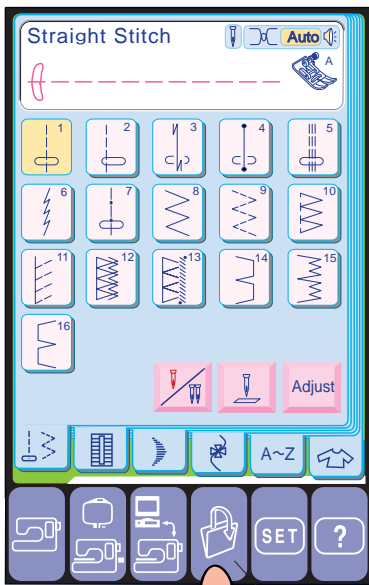 Straight Stitch Auto
A
1 2 3 4 5
6 7 8 9 10
11 12 13 14 15
16
Adjust
A~Z
SET ?